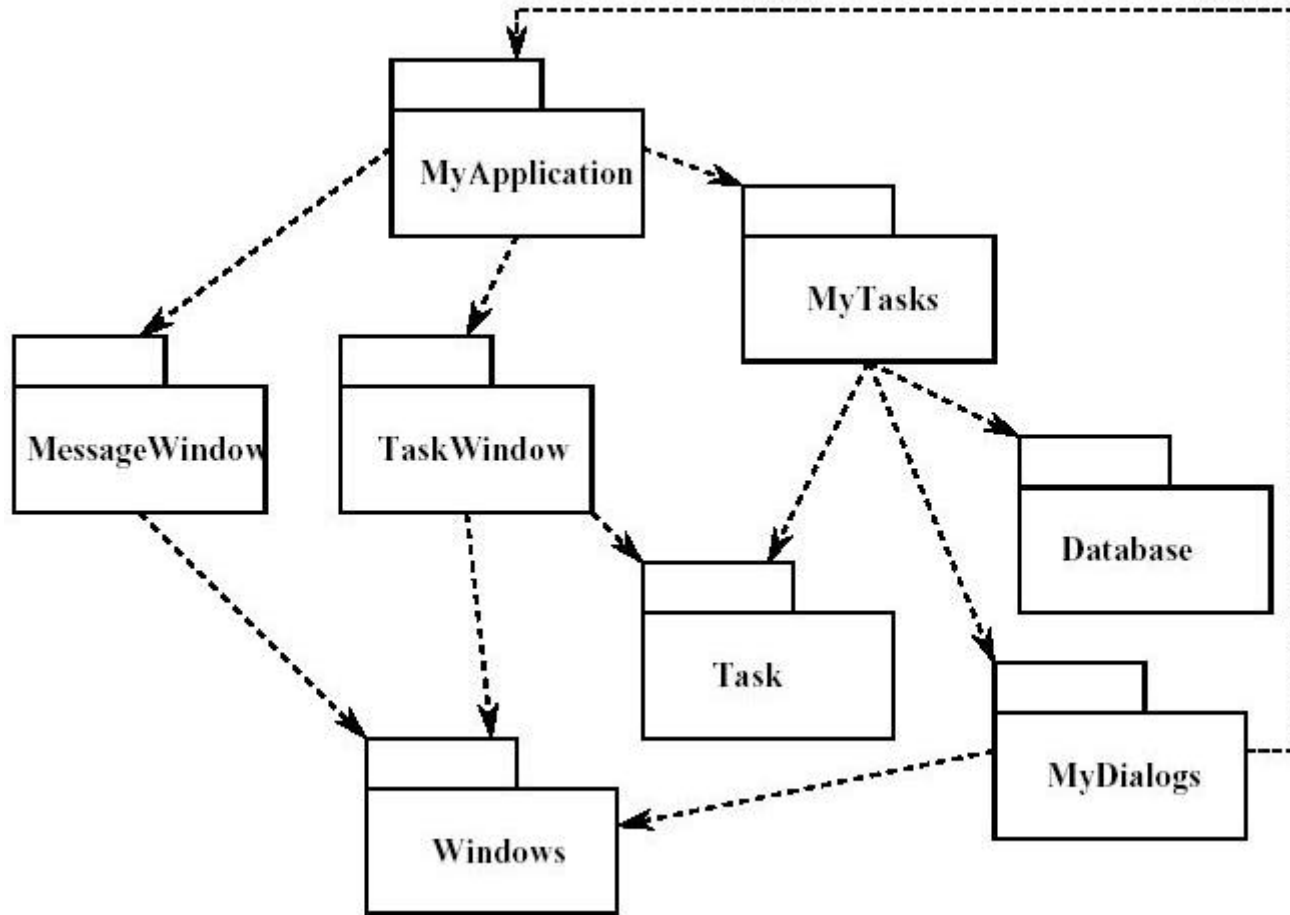 MyApplication
MyTasks
MessageWindow
TaskWindow
Database
Task
MyDialogs
Windows